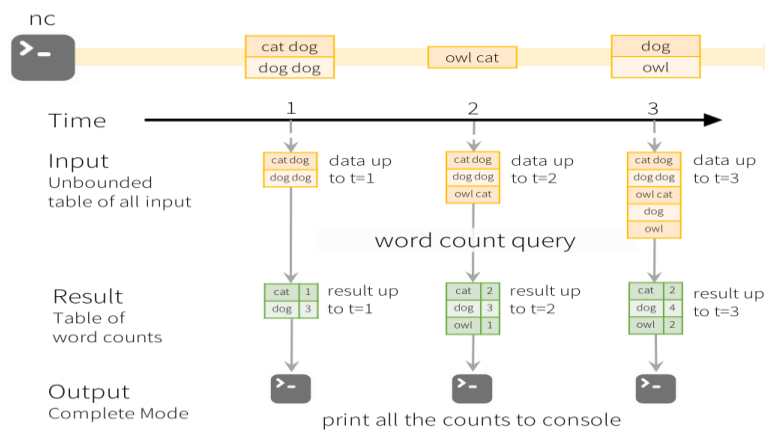 nc
>_
cat dog
dog dog
owl cat
dog
owl
Time
1
2
3
Input
Unbounded
table of all input
cat dog
dog dog
data up
to t=1
cat dog
dog dog
owl cat
data up
to t=2
cat dog
dog dog
owl cat
dog
owl
data up
to t=3
word count query
Result
Table of
word counts
cat 1
dog 3
result up
to t=1
cat 2
dog 3
owl 1
result up
to t=2
cat 2
dog 4
owl 2
result up
to t=3
Output
Complete Mode
>_
>_
>_
print all the counts to console